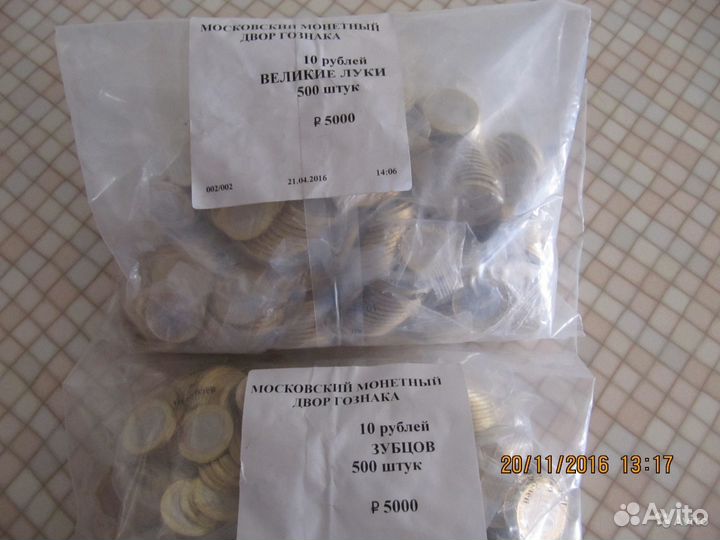 МОСКОВСКИЙ МОНЕТНЫЙ
ДВОР ГОЗНАКА
10 рублей
ВЕЛИКИЕ ЛУКИ
500 штук
₽ 5000
002/002 21.04.2016 14:06
МОСКОВСКИЙ МОНЕТНЫЙ
ДВОР ГОЗНАКА
10 рублей
ЗУБЦОВ
500 штук
₽ 5000
20/11/2016 13:17
Avito